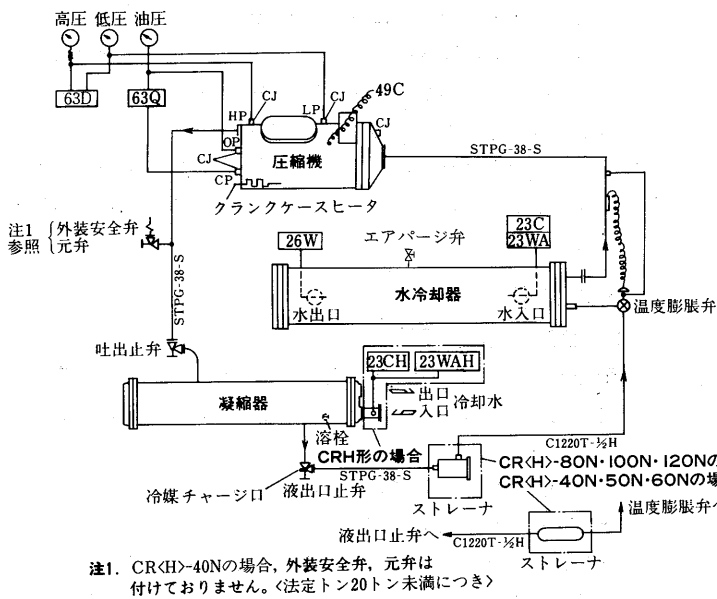 高圧 低圧 油圧
63D 63Q
HP CJ LP CJ 49C CJ
OP
CJ
CP
圧縮機
クランクケースヒータ
STPG-38-S
注1 参照 外装安全弁 元弁
STPG-38-S
26W
エアパージ弁
23C
23WA
水冷却器
水出口
水入口
温度膨脹弁
吐出止弁
23CH 23WAH
出口
入口
冷却水
凝縮器
溶栓
CRH形の場合
C1220T-½H
冷媒チャージ口
液出口止弁
STPG-38-S
ストレーナ
CR<H>-80N・100N・120Nの
CR<H>-40N・50N・60Nの場
温度膨脹弁へ
液出口止弁へ
C1220T-½H
ストレーナ
注1. CR<H>-40Nの場合, 外装安全弁, 元弁は
付けておりません。<法定トン20トン未満につき>